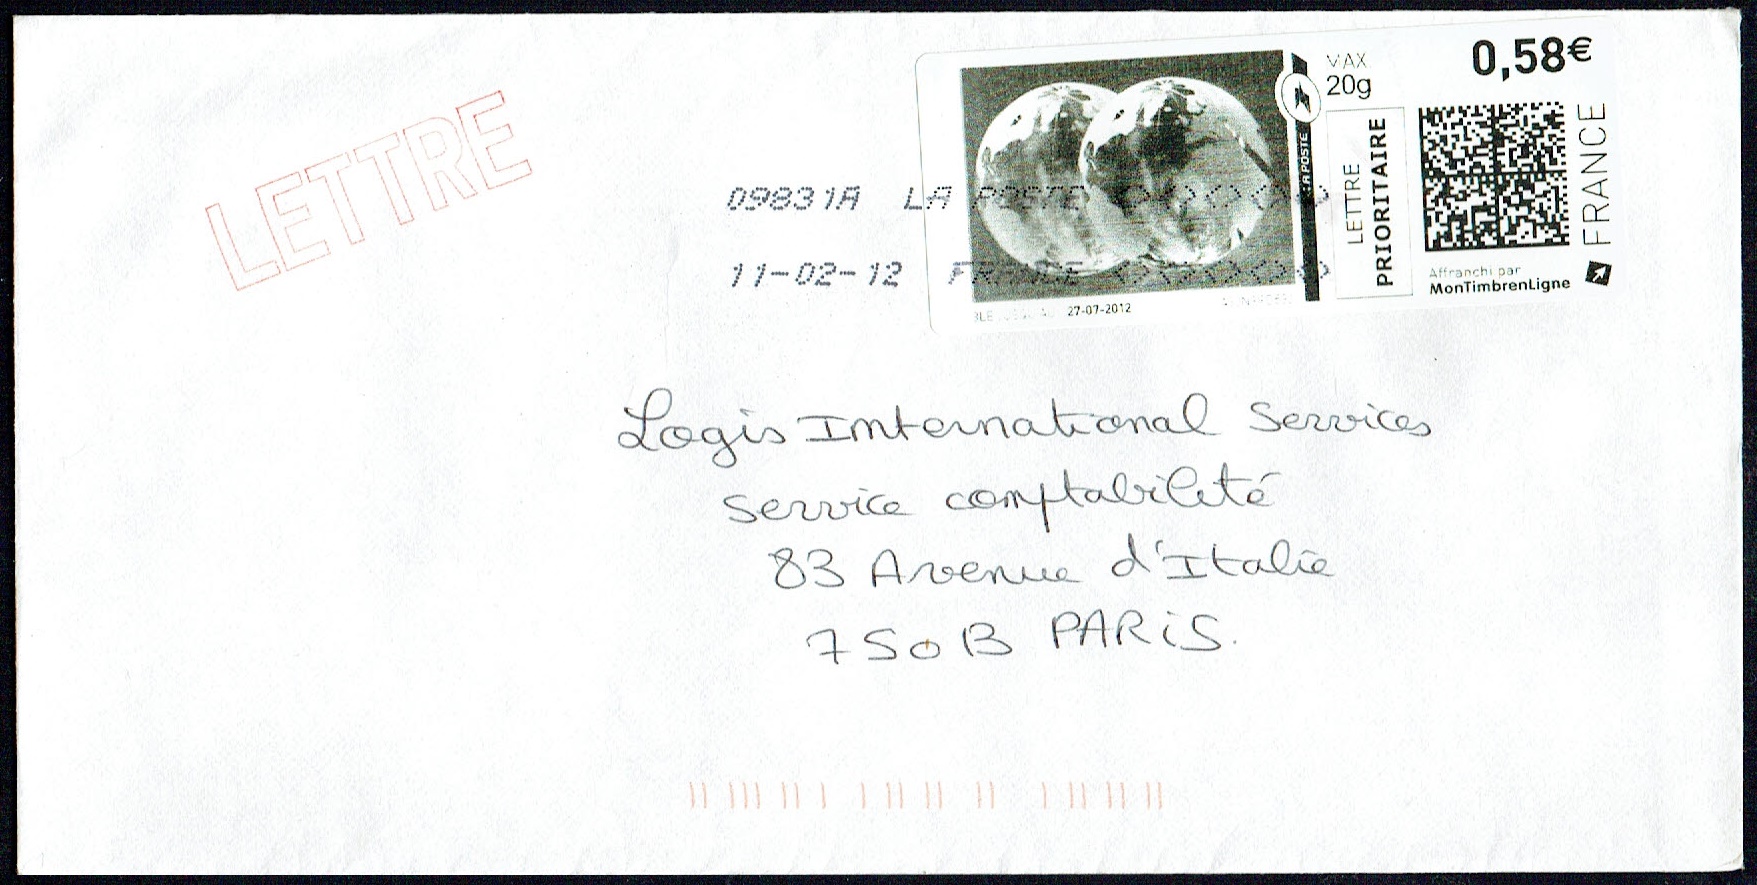 LETTRE
MAX
20g
0,58€
LA POSTE
LETTRE
PRIORITAIRE
FRANCE
Affranchi par
MonTimbrenLigne
27-07-2012
09831A LA POSTE
11-02-12 FRANCE
Logis International Services
Service comptabilité
83 Avenue d'Italie
75013 PARIS.